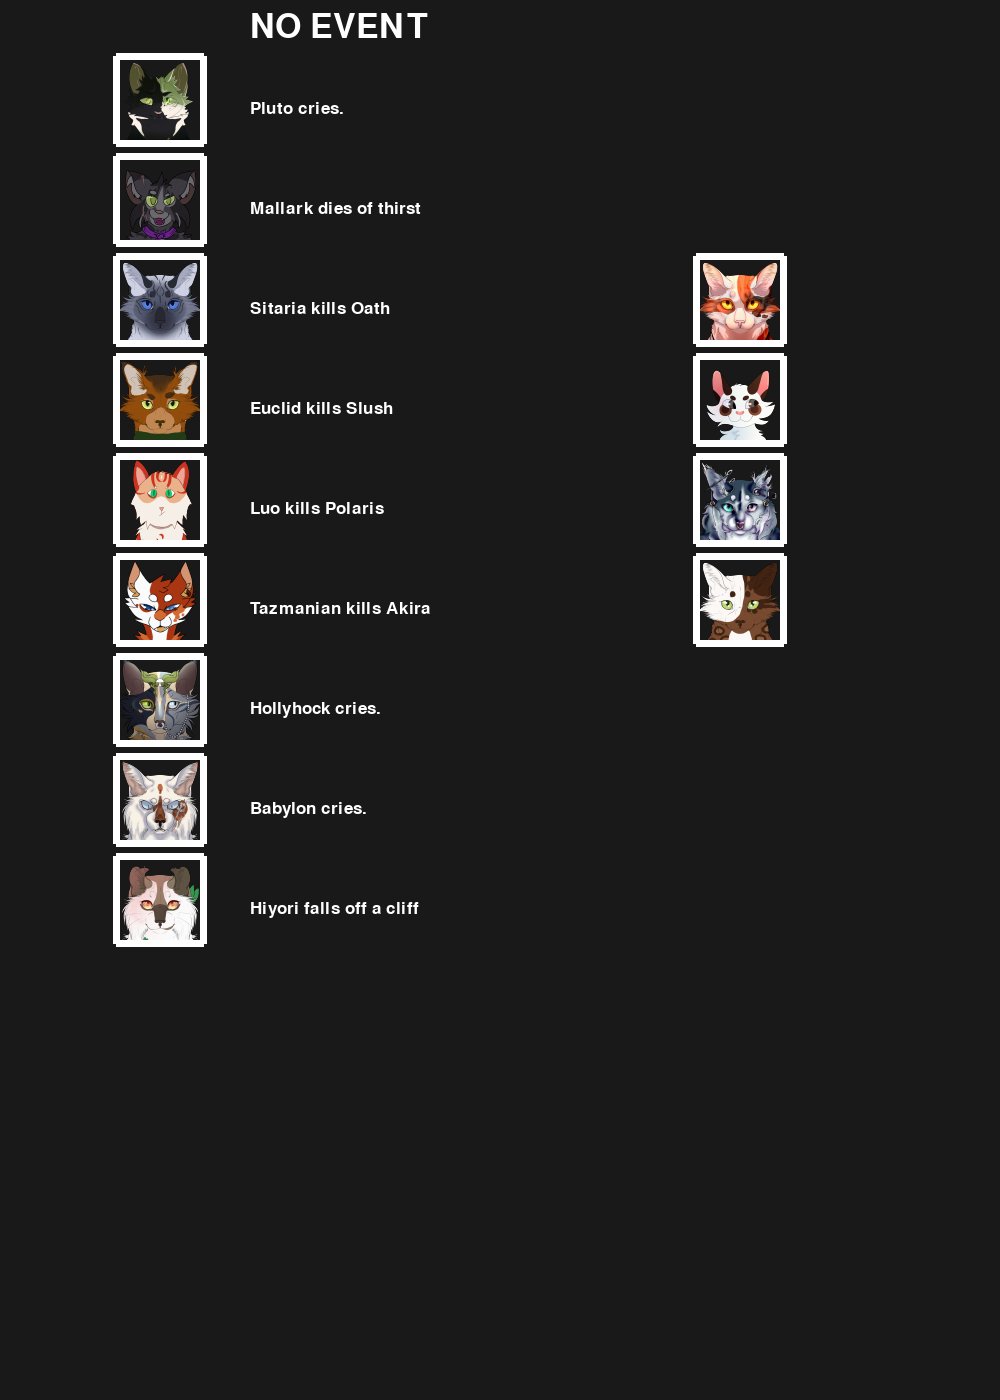 NO EVENT
Pluto cries.
Mallark dies of thirst
Sitaria kills Oath
Euclid kills Slush
Luo kills Polaris
Tazmanian kills Akira
Hollyhock cries.
Babylon cries.
Hiyori falls off a cliff